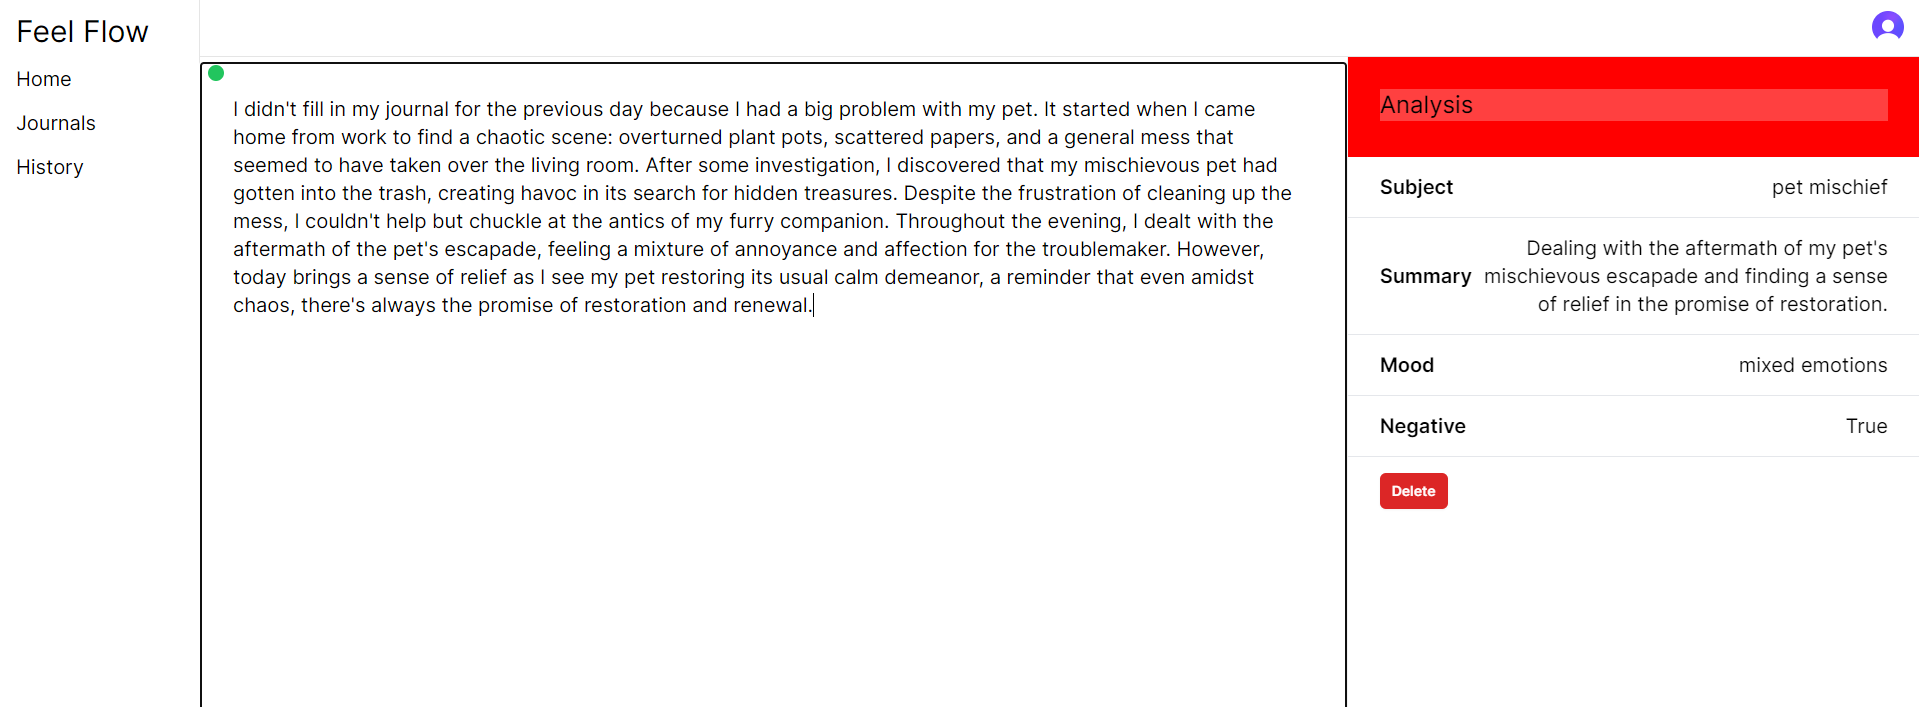 Feel Flow
Home
Journals
History
I didn't fill in my journal for the previous day because I had a big problem with my pet. It started when I came
home from work to find a chaotic scene: overturned plant pots, scattered papers, and a general mess that
seemed to have taken over the living room. After some investigation, I discovered that my mischievous pet had
gotten into the trash, creating havoc in its search for hidden treasures. Despite the frustration of cleaning up the
mess, I couldn't help but chuckle at the antics of my furry companion. Throughout the evening, I dealt with the
aftermath of the pet's escapade, feeling a mixture of annoyance and affection for the troublemaker. However,
today brings a sense of relief as I see my pet restoring its usual calm demeanor, a reminder that even amidst
chaos, there's always the promise of restoration and renewal.
Analysis
Subject pet mischief
Summary Dealing with the aftermath of my pet's
mischievous escapade and finding a sense
of relief in the promise of restoration.
Mood mixed emotions
Negative True
Delete